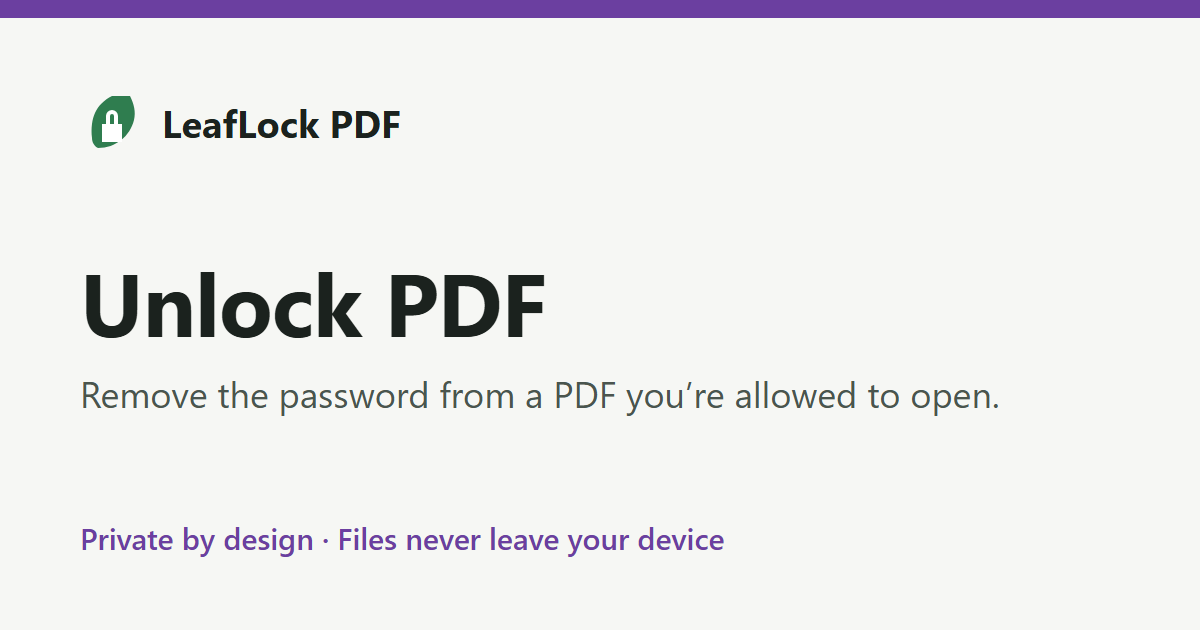 LeafLock PDF
Unlock PDF
Remove the password from a PDF you’re allowed to open.
Private by design · Files never leave your device